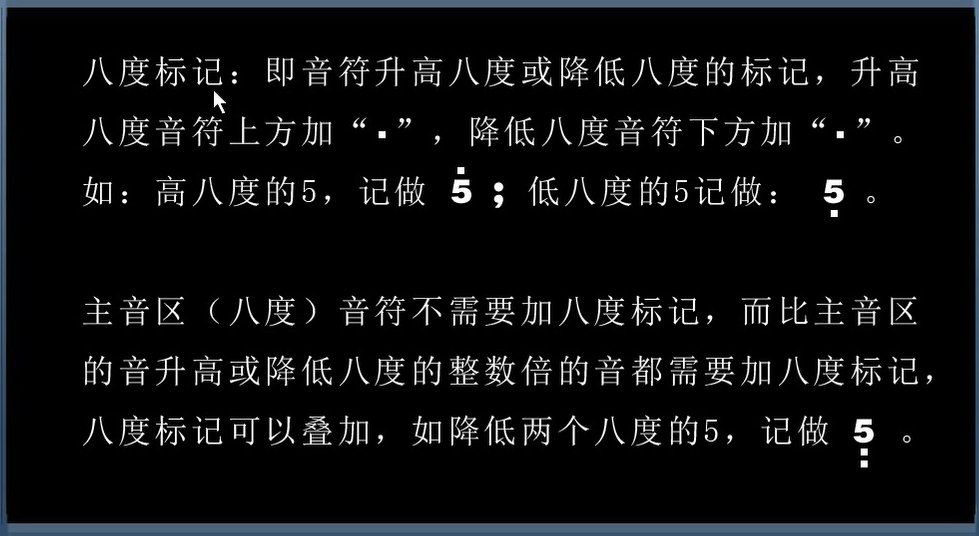 八度标记：即音符升高八度或降低八度的标记，升高
八度音符上方加“·”，降低八度音符下方加“·”。
如：高八度的5，记做 5̇ ；低八度的5记做： 5̣ 。
主音区（八度）音符不需要加八度标记，而比主音区
的音升高或降低八度的整数倍的音都需要加八度标记，
八度标记可以叠加，如降低两个八度的5，记做 5̣̣ 。